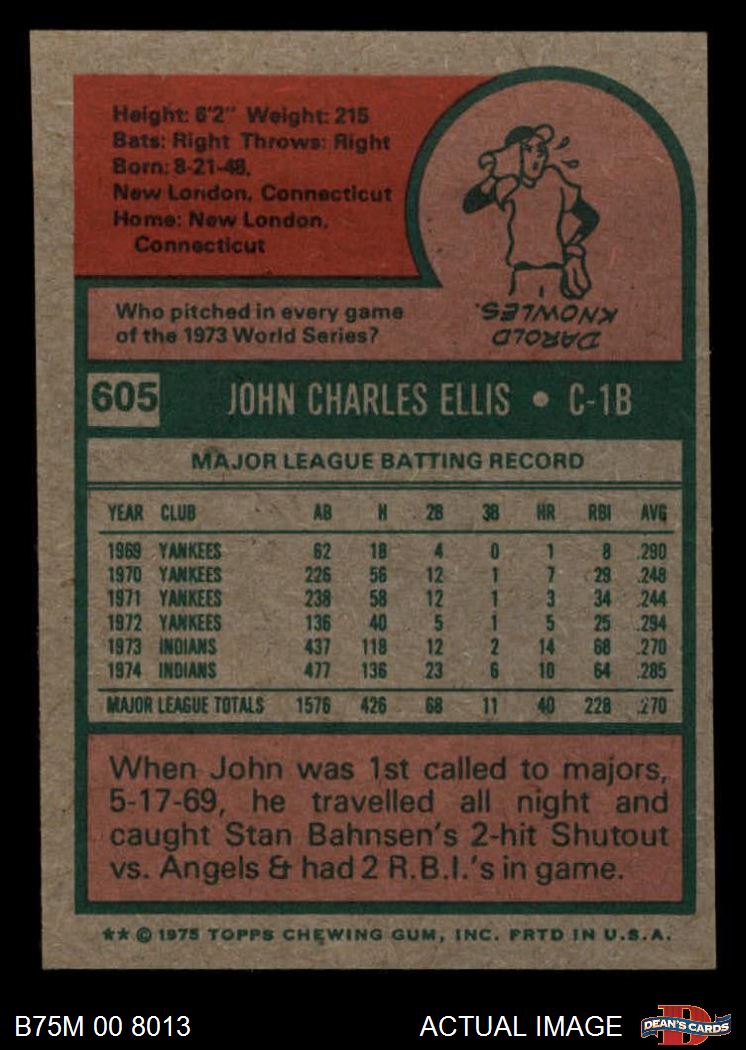 Height: 6'2" Weight: 215
Bats: Right Throws: Right
Born: 8-21-48,
New London, Connecticut
Home: New London,
Connecticut
Who pitched in every game
of the 1973 World Series?
DAROLD
KNOWLES.
605 JOHN CHARLES ELLIS • C-1B
MAJOR LEAGUE BATTING RECORD
YEAR CLUB AB H 2B 3B HR RBI AVG
1969 YANKEES 62 18 4 0 1 8 .290
1970 YANKEES 226 56 12 1 7 29 .248
1971 YANKEES 238 58 12 1 3 34 .244
1972 YANKEES 136 40 5 1 5 25 .294
1973 INDIANS 437 118 12 2 14 68 .270
1974 INDIANS 477 136 23 6 10 64 .285
MAJOR LEAGUE TOTALS 1576 426 68 11 40 228 .270
When John was 1st called to majors,
5-17-69, he travelled all night and
caught Stan Bahnsen's 2-hit Shutout
vs. Angels & had 2 R.B.I.'s in game.
** © 1975 TOPPS CHEWING GUM, INC. PRTD IN U.S.A.
B75M 00 8013 ACTUAL IMAGE D DEAN'S CARDS